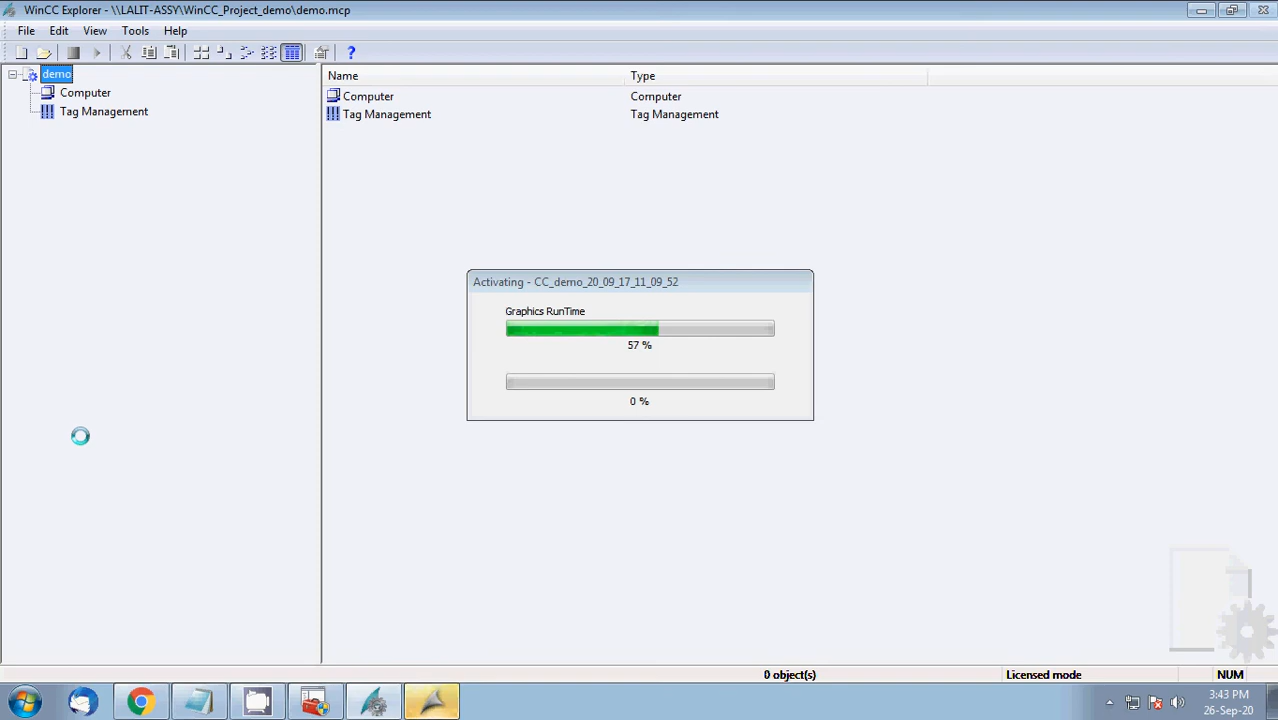 WinCC Explorer - \\LALIT-ASSY\WinCC_Project_demo\demo.mcp
File Edit View Tools Help
?
demo
Computer
Tag Management
Name Type
Computer Computer
Tag Management Tag Management
Activating - CC_demo_20_09_17_11_09_52
Graphics RunTime
57 %
0 %
0 object(s) Licensed mode NUM
3:43 PM
26-Sep-20